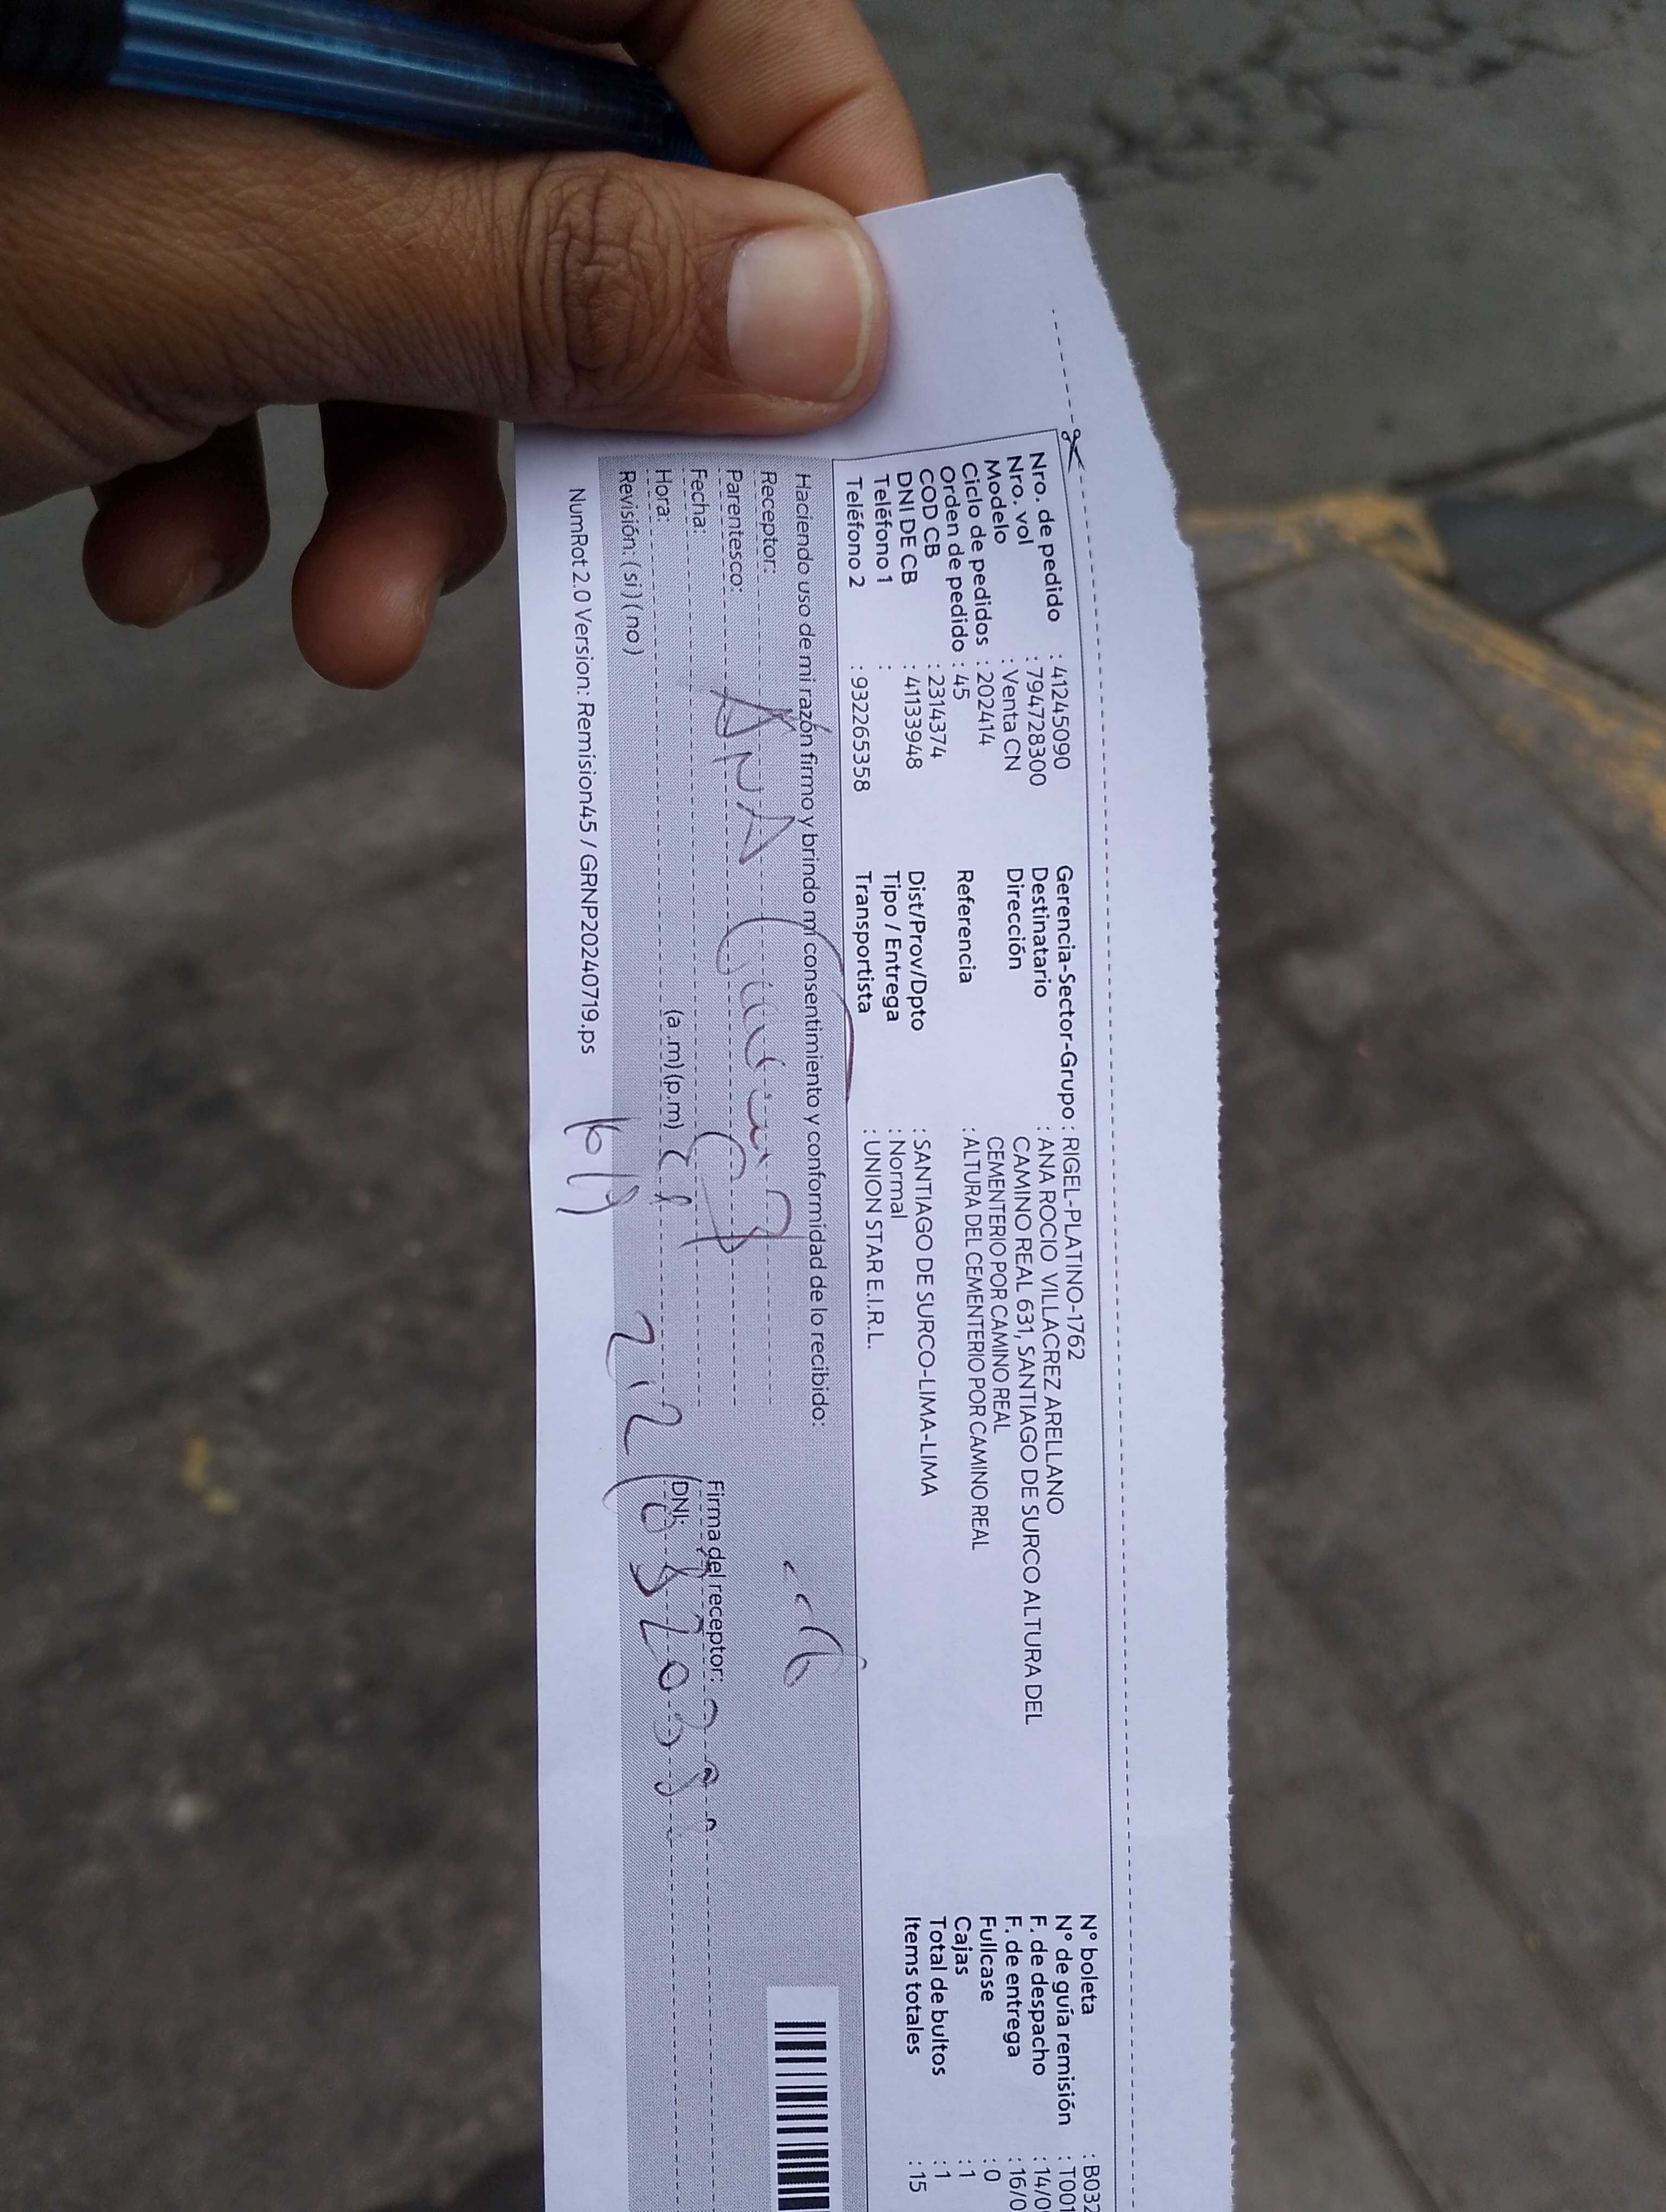 Nro. de pedido : 41245090
Nro. vol : 794728300
Modelo : Venta CN
Ciclo de pedidos : 202414
Orden de pedido : 45
COD CB : 2314374
DNI DE CB : 41133948
Teléfono 1 :
Teléfono 2 : 932265358
Gerencia-Sector-Grupo : RIGEL-PLATINO-1762
Destinatario : ANA ROCIO VILLACREZ ARELLANO
Dirección CAMINO REAL 631, SANTIAGO DE SURCO ALTURA DEL
CEMENTERIO POR CAMINO REAL
Referencia : ALTURA DEL CEMENTERIO POR CAMINO REAL
Dist/Prov/Dpto : SANTIAGO DE SURCO-LIMA-LIMA
Tipo / Entrega : Normal
Transportista : UNION STAR E.I.R.L.
N° boleta : B032
N° de guía remisión : T001
F. de despacho : 14/0
F. de entrega : 16/0
Fullcase : 0
Cajas : 1
Total de bultos : 1
Items totales : 15
Haciendo uso de mi razón firmo y brindo mi consentimiento y conformidad de lo recibido:
Receptor:
Parentesco: ANA
Fecha:
Hora: (a.m) (p.m)
Revisión: ( si ) ( no )
Firma del receptor:
DNI:
NumRot 2.0 Version: Remision45 / GRNP20240719.ps